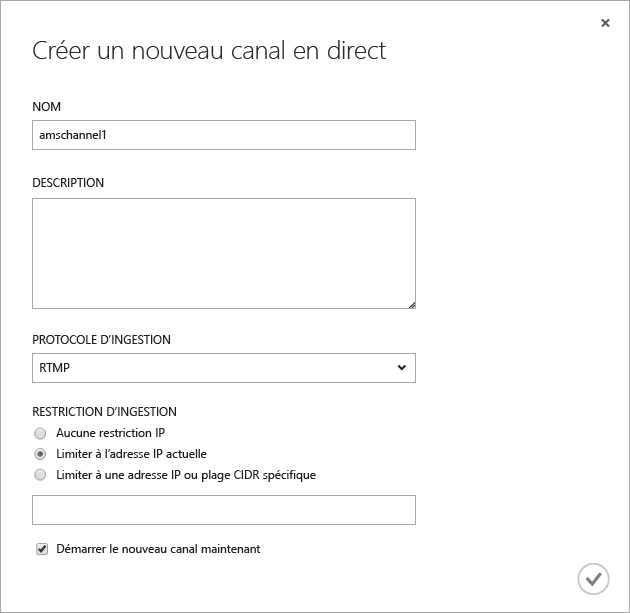 Créer un nouveau canal en direct
NOM
amschannel1
DESCRIPTION
PROTOCOLE D'INGESTION
RTMP
RESTRICTION D'INGESTION
Aucune restriction IP
Limiter à l'adresse IP actuelle
Limiter à une adresse IP ou plage CIDR spécifique
Démarrer le nouveau canal maintenant